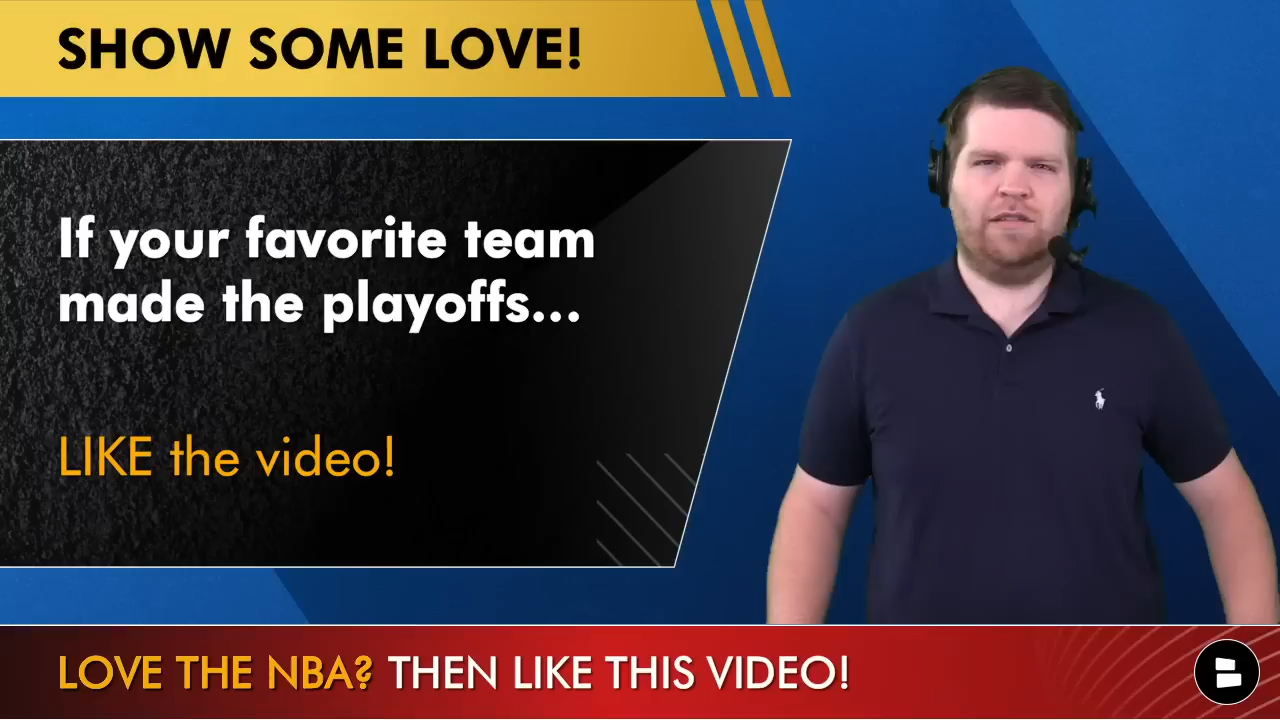 SHOW SOME LOVE!
If your favorite team
made the playoffs...
LIKE the video!
LOVE THE NBA? THEN LIKE THIS VIDEO!